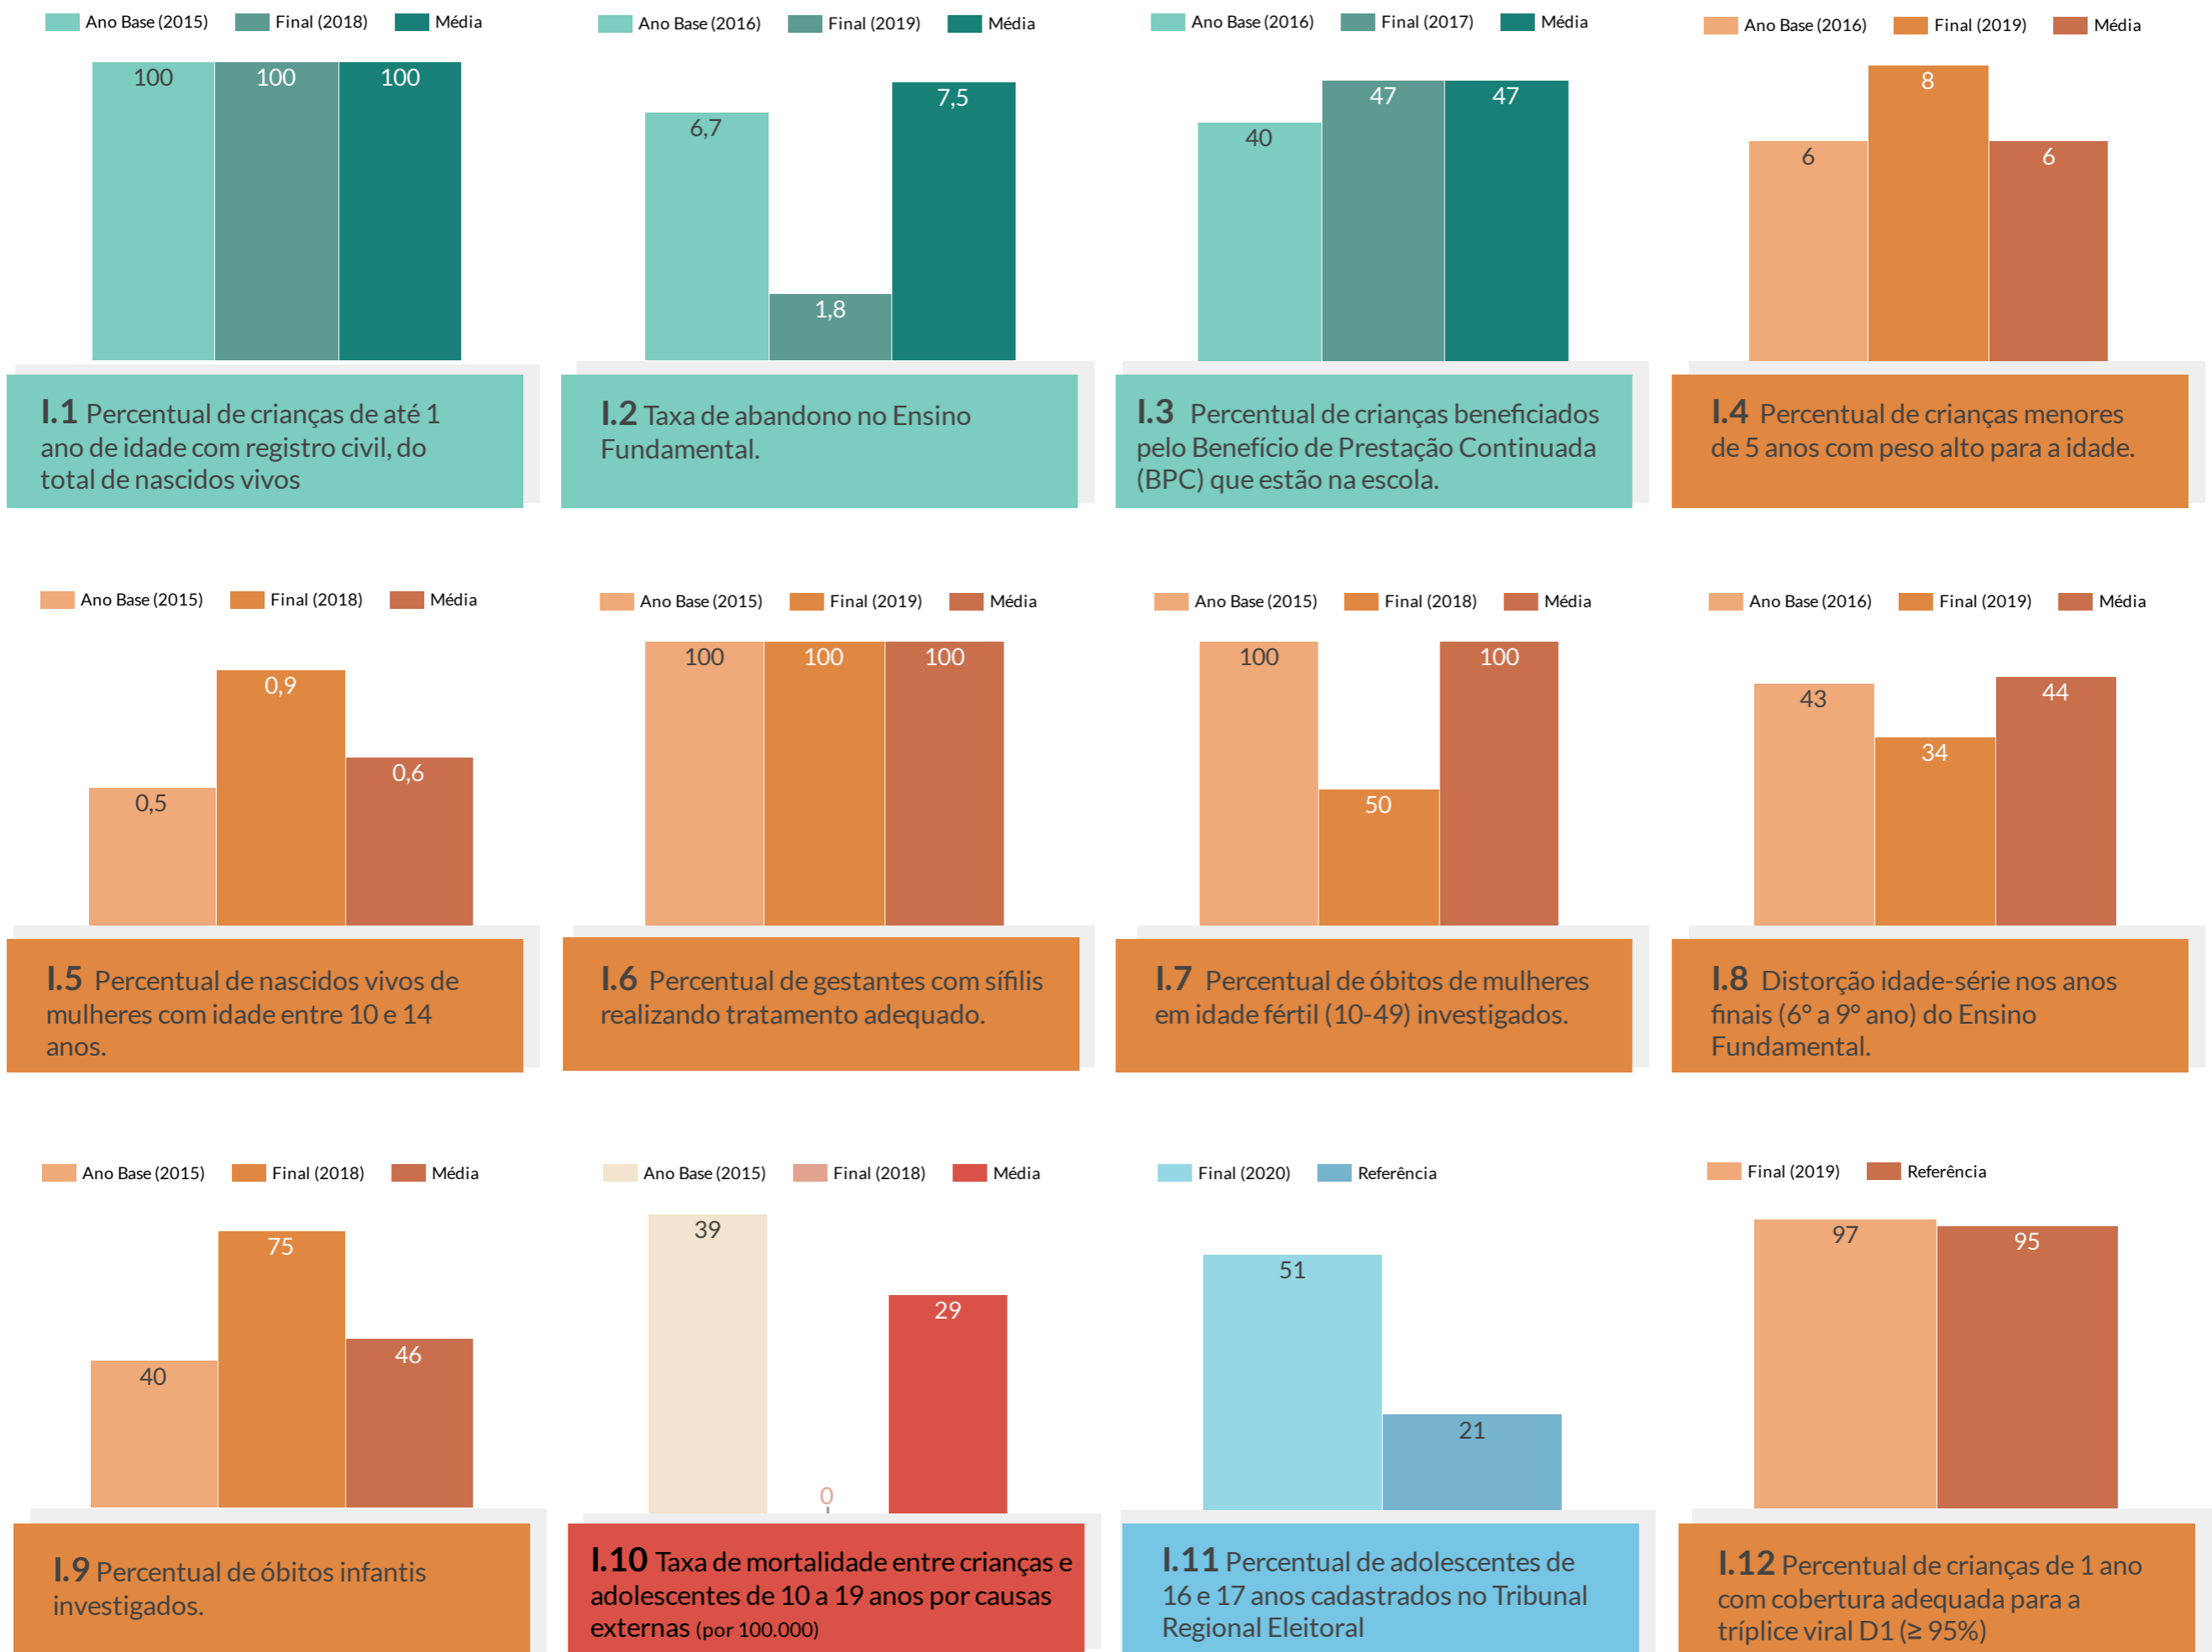 Ano Base (2015) Final (2018) Média
100 100 100
I.1 Percentual de crianças de até 1
ano de idade com registro civil, do
total de nascidos vivos
Ano Base (2016) Final (2019) Média
6,7 1,8 7,5
I.2 Taxa de abandono no Ensino
Fundamental.
Ano Base (2016) Final (2017) Média
40 47 47
I.3 Percentual de crianças beneficiados
pelo Benefício de Prestação Continuada
(BPC) que estão na escola.
Ano Base (2016) Final (2019) Média
6 8 6
I.4 Percentual de crianças menores
de 5 anos com peso alto para a idade.
Ano Base (2015) Final (2018) Média
0,5 0,9 0,6
I.5 Percentual de nascidos vivos de
mulheres com idade entre 10 e 14
anos.
Ano Base (2015) Final (2019) Média
100 100 100
I.6 Percentual de gestantes com sífilis
realizando tratamento adequado.
Ano Base (2015) Final (2018) Média
100 50 100
I.7 Percentual de óbitos de mulheres
em idade fértil (10-49) investigados.
Ano Base (2016) Final (2019) Média
43 34 44
I.8 Distorção idade-série nos anos
finais (6° a 9° ano) do Ensino
Fundamental.
Ano Base (2015) Final (2018) Média
40 75 46
I.9 Percentual de óbitos infantis
investigados.
Ano Base (2015) Final (2018) Média
39 0 29
I.10 Taxa de mortalidade entre crianças e
adolescentes de 10 a 19 anos por causas
externas (por 100.000)
Final (2020) Referência
51 21
I.11 Percentual de adolescentes de
16 e 17 anos cadastrados no Tribunal
Regional Eleitoral
Final (2019) Referência
97 95
I.12 Percentual de crianças de 1 ano
com cobertura adequada para a
tríplice viral D1 (≥ 95%)